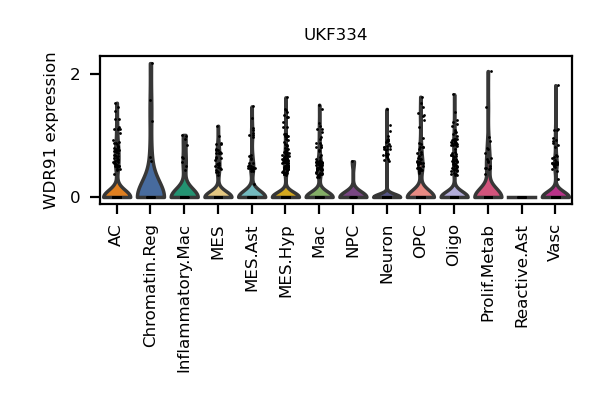 UKF334
WDR91 expression
2
0
AC
Chromatin.Reg
Inflammatory.Mac
MES
MES.Ast
MES.Hyp
Mac
NPC
Neuron
OPC
Oligo
Prolif.Metab
Reactive.Ast
Vasc